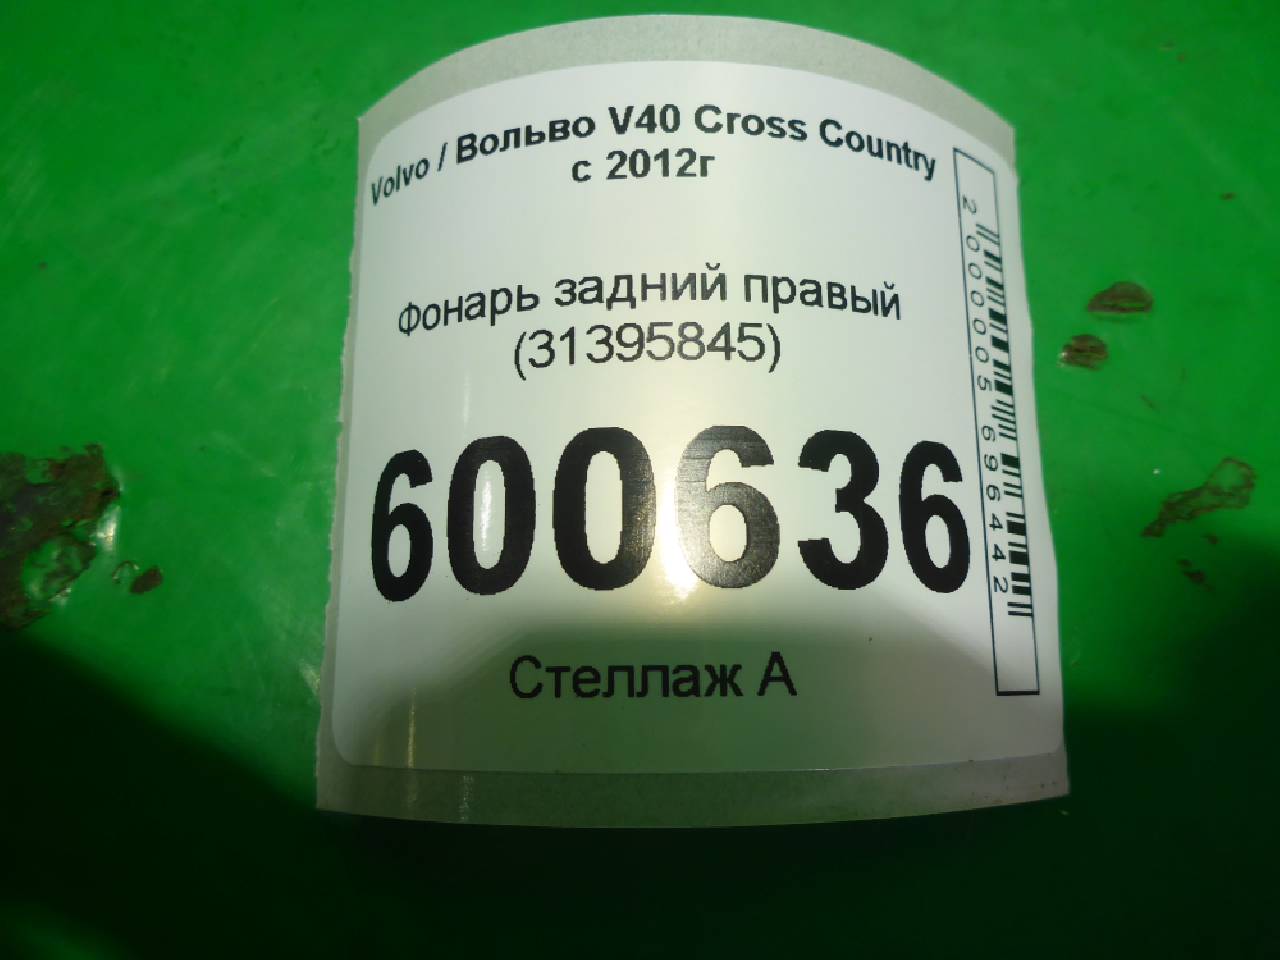 Volvo / Вольво V40 Cross Country
с 2012г
Фонарь задний правый
(31395845)
600636
Стеллаж А
2000005696442